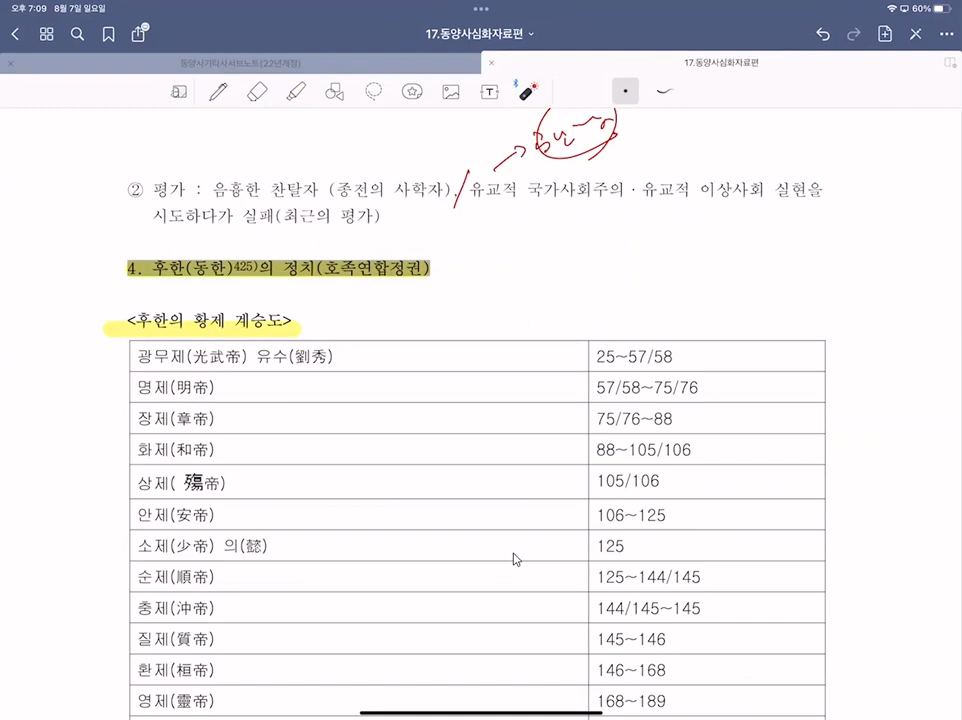 오후 7:09 8월 7일 일요일
60%
17.동양사심화자료편
동양사기타사서브노트(22년개정)
17.동양사심화자료편
② 평가 : 음흉한 찬탈자 (종전의 사학자). 유교적 국가사회주의·유교적 이상사회 실현을
시도하다가 실패(최근의 평가)
4. 후한(동한)425)의 정치(호족연합정권)
<후한의 황제 계승도>
광무제(光武帝) 유수(劉秀) 25~57/58
명제(明帝) 57/58~75/76
장제(章帝) 75/76~88
화제(和帝) 88~105/106
상제( 殤帝) 105/106
안제(安帝) 106~125
소제(少帝) 의(懿) 125
순제(順帝) 125~144/145
충제(沖帝) 144/145~145
질제(質帝) 145~146
환제(桓帝) 146~168
영제(靈帝) 168~189